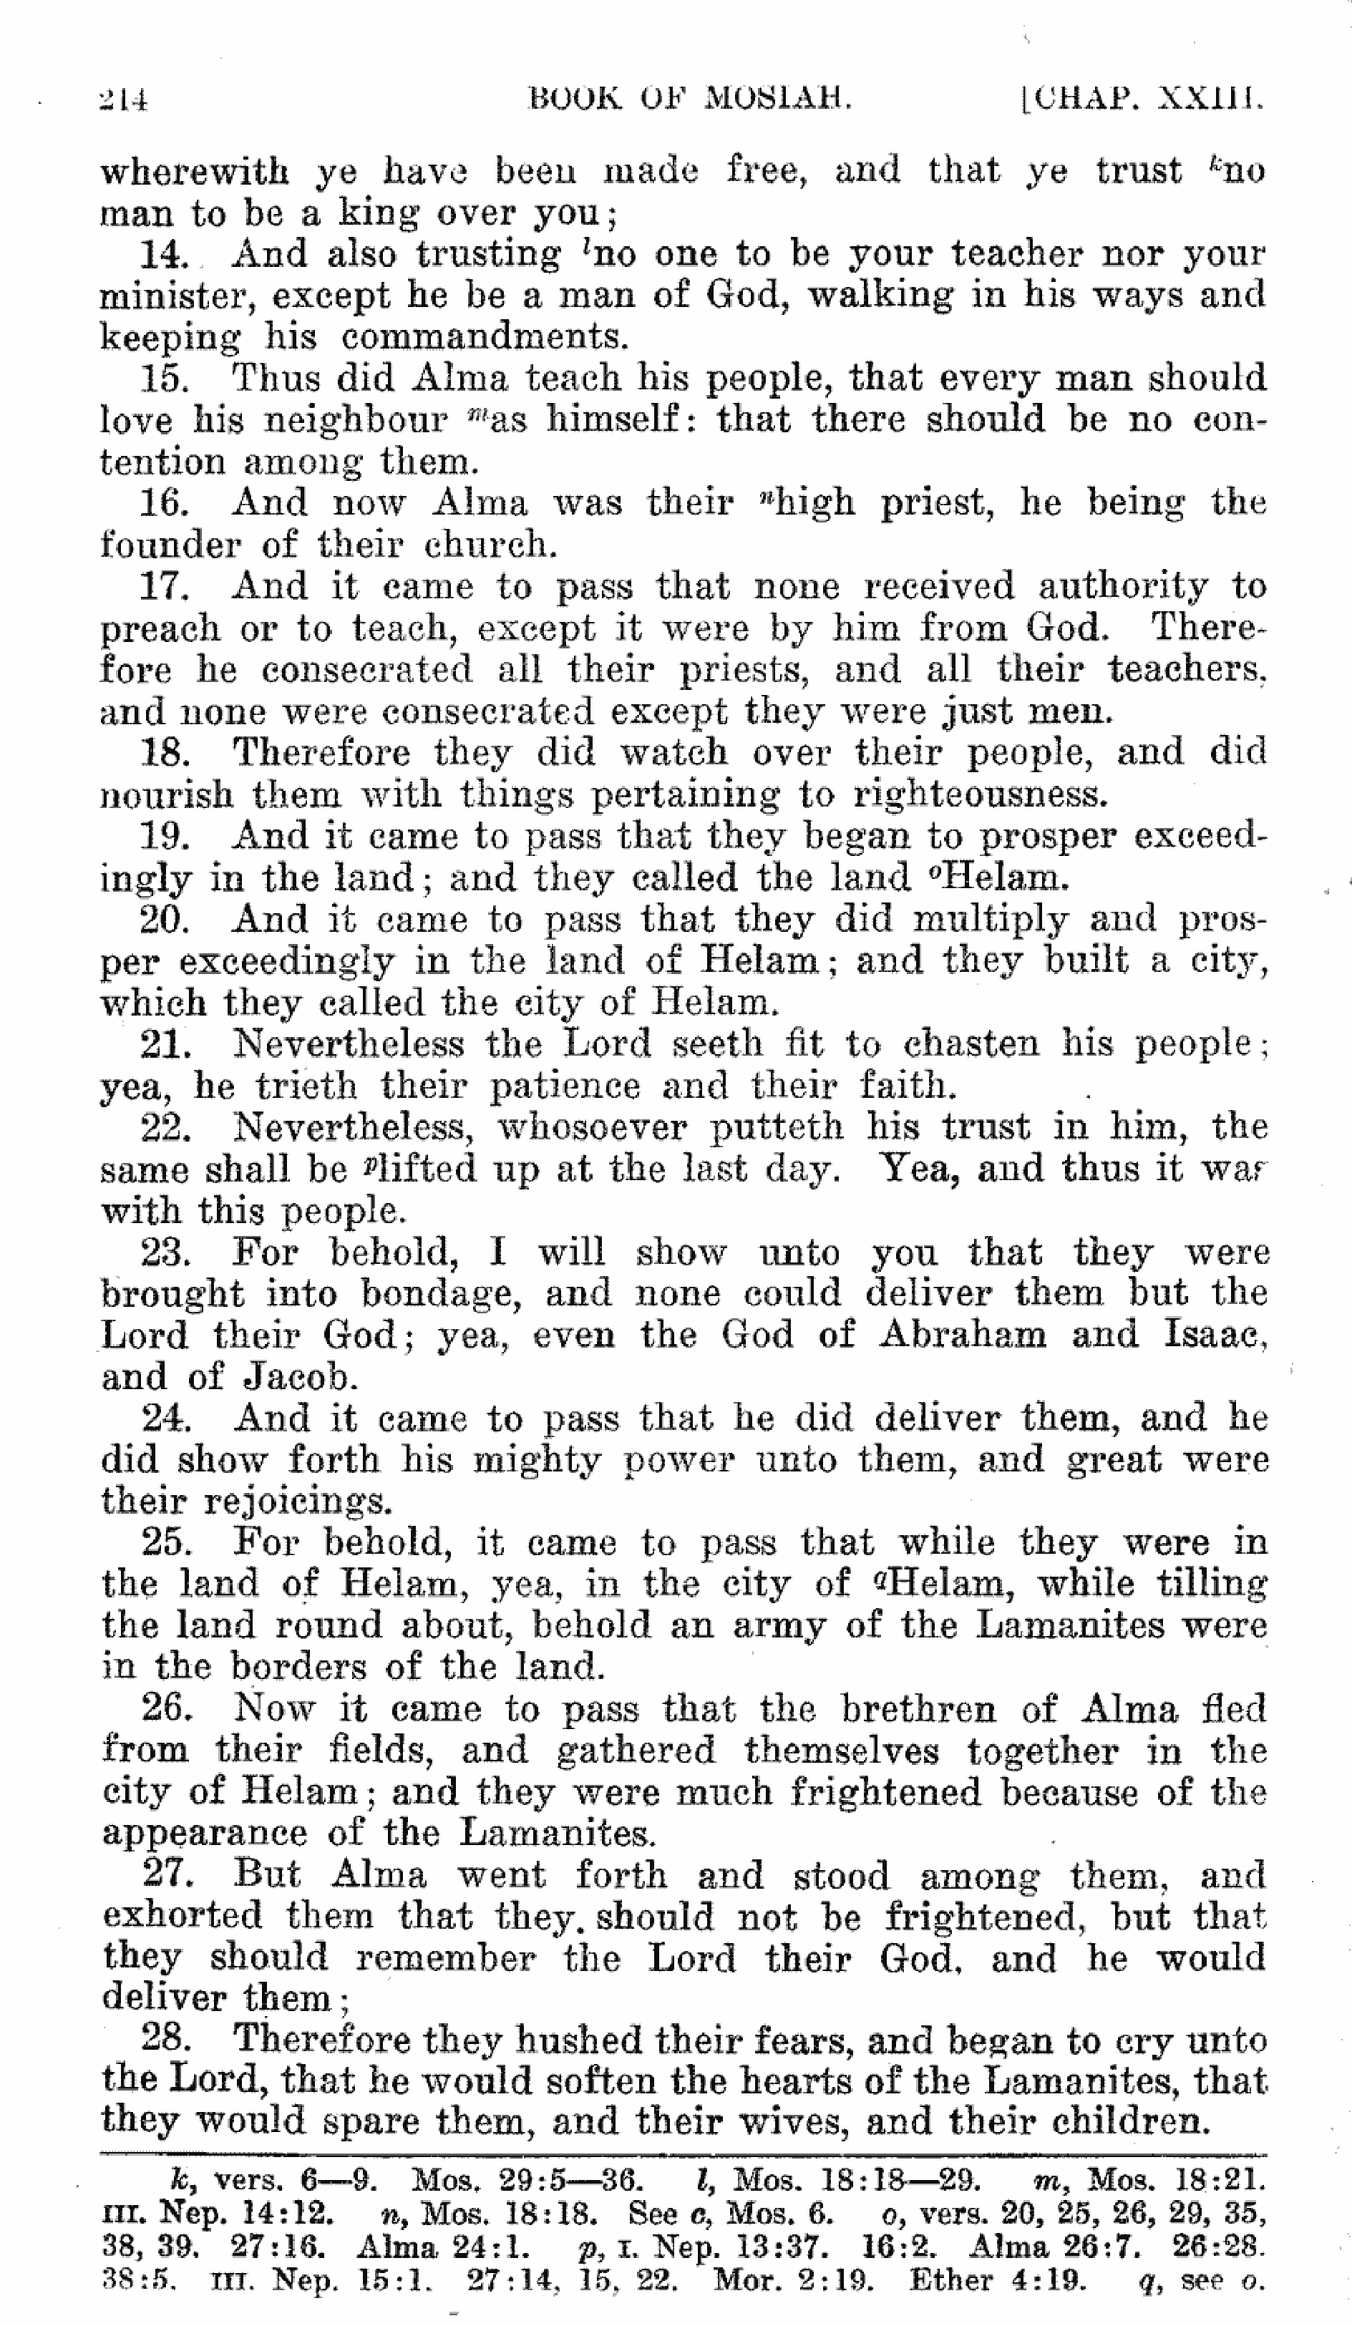 214 BOOK OF MOSIAH. [CHAP. XXIII.
wherewith ye have been made free, and that ye trust kno
man to be a king over you;
14. And also trusting lno one to be your teacher nor your
minister, except he be a man of God, walking in his ways and
keeping his commandments.
15. Thus did Alma teach his people, that every man should
love his neighbour mas himself: that there should be no con-
tention among them.
16. And now Alma was their nhigh priest, he being the
founder of their church.
17. And it came to pass that none received authority to
preach or to teach, except it were by him from God. There-
fore he consecrated all their priests, and all their teachers,
and none were consecrated except they were just men.
18. Therefore they did watch over their people, and did
nourish them with things pertaining to righteousness.
19. And it came to pass that they began to prosper exceed-
ingly in the land; and they called the land oHelam.
20. And it came to pass that they did multiply and pros-
per exceedingly in the land of Helam; and they built a city,
which they called the city of Helam.
21. Nevertheless the Lord seeth fit to chasten his people;
yea, he trieth their patience and their faith.
22. Nevertheless, whosoever putteth his trust in him, the
same shall be plifted up at the last day. Yea, and thus it was
with this people.
23. For behold, I will show unto you that they were
brought into bondage, and none could deliver them but the
Lord their God; yea, even the God of Abraham and Isaac,
and of Jacob.
24. And it came to pass that he did deliver them, and he
did show forth his mighty power unto them, and great were
their rejoicings.
25. For behold, it came to pass that while they were in
the land of Helam, yea, in the city of qHelam, while tilling
the land round about, behold an army of the Lamanites were
in the borders of the land.
26. Now it came to pass that the brethren of Alma fled
from their fields, and gathered themselves together in the
city of Helam; and they were much frightened because of the
appearance of the Lamanites.
27. But Alma went forth and stood among them, and
exhorted them that they. should not be frightened, but that
they should remember the Lord their God, and he would
deliver them;
28. Therefore they hushed their fears, and began to cry unto
the Lord, that he would soften the hearts of the Lamanites, that
they would spare them, and their wives, and their children.
k, vers. 6—9. Mos. 29:5—36. l, Mos. 18:18—29. m, Mos. 18:21.
III. Nep. 14:12. n, Mos. 18:18. See c, Mos. 6. o, vers. 20, 25, 26, 29, 35,
38, 39. 27:16. Alma 24:1. p, I. Nep. 13:37. 16:2. Alma 26:7. 26:28.
38:5. III. Nep. 15:1. 27:14, 15, 22. Mor. 2:19. Ether 4:19. q, see o.